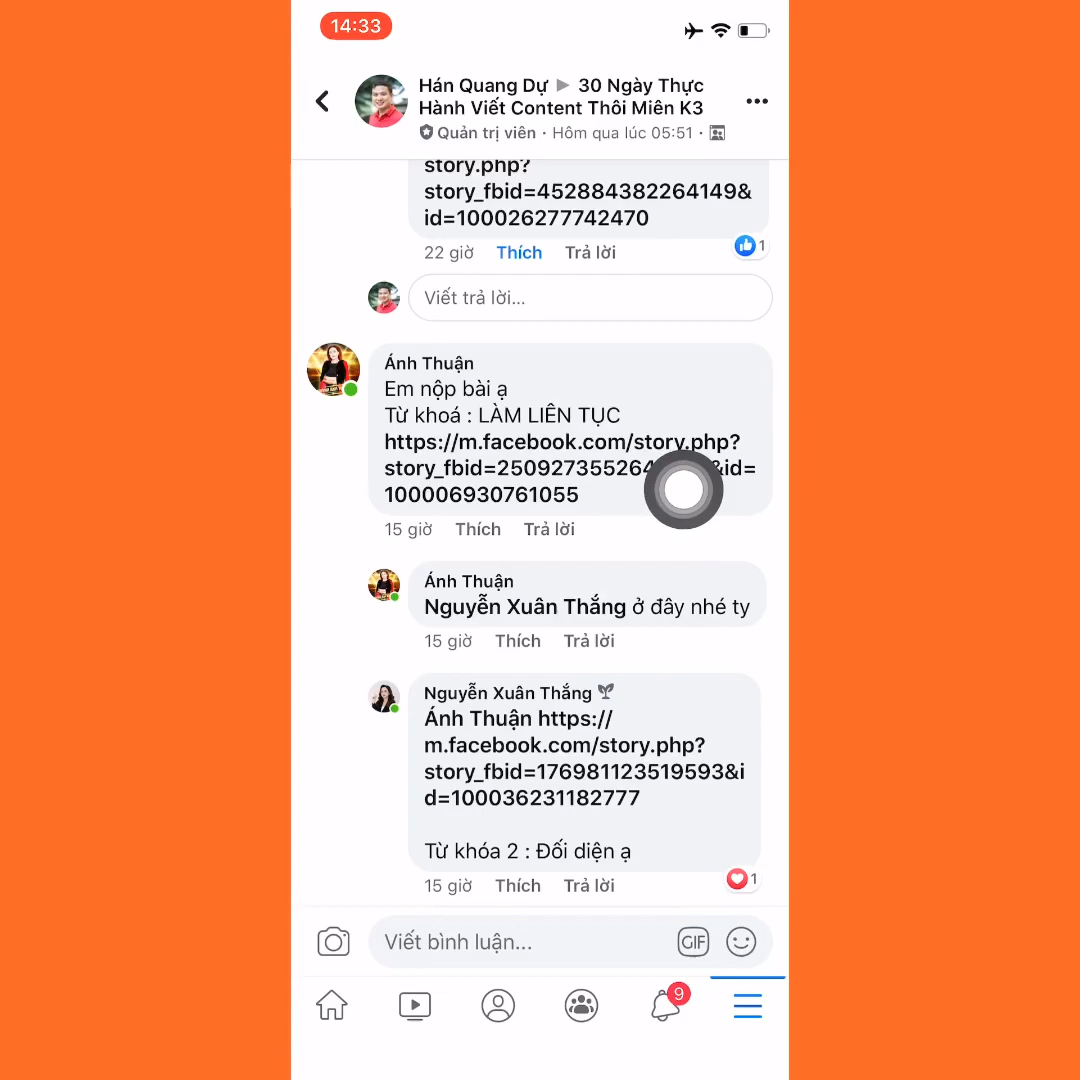 14:33
Hán Quang Dự ▶ 30 Ngày Thực
Hành Viết Content Thôi Miên K3
Quản trị viên · Hôm qua lúc 05:51 ·
story.php?
story_fbid=452884382264149&
id=100026277742470
22 giờ Thích Trả lời 1
Viết trả lời...
Ánh Thuận
Em nộp bài ạ
Từ khoá : LÀM LIÊN TỤC
https://m.facebook.com/story.php?
100006930761055
15 giờ Thích Trả lời
Ánh Thuận
Nguyễn Xuân Thắng ở đây nhé ty
15 giờ Thích Trả lời
Nguyễn Xuân Thắng
Ánh Thuận https://
m.facebook.com/story.php?
story_fbid=176981123519593&i
d=100036231182777
Từ khóa 2 : Đối diện ạ
15 giờ Thích Trả lời 1
Viết bình luận...
GIF
9